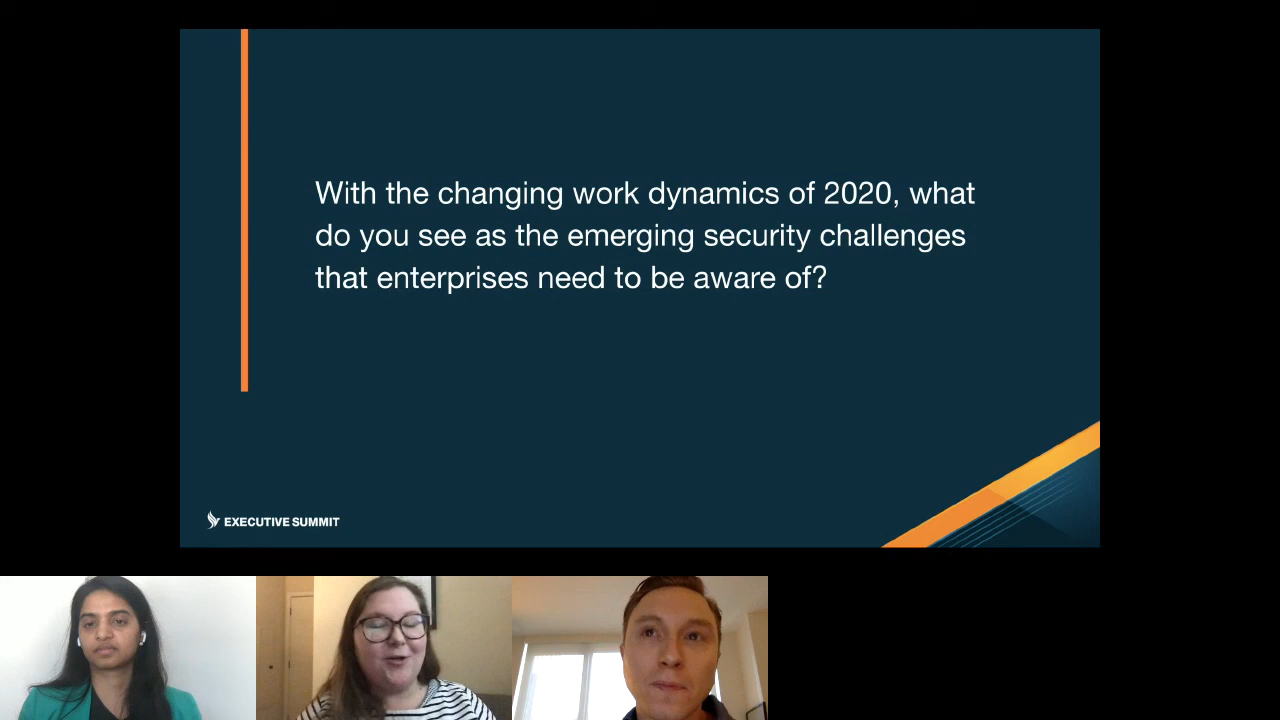 With the changing work dynamics of 2020, what
do you see as the emerging security challenges
that enterprises need to be aware of?
EXECUTIVE SUMMIT